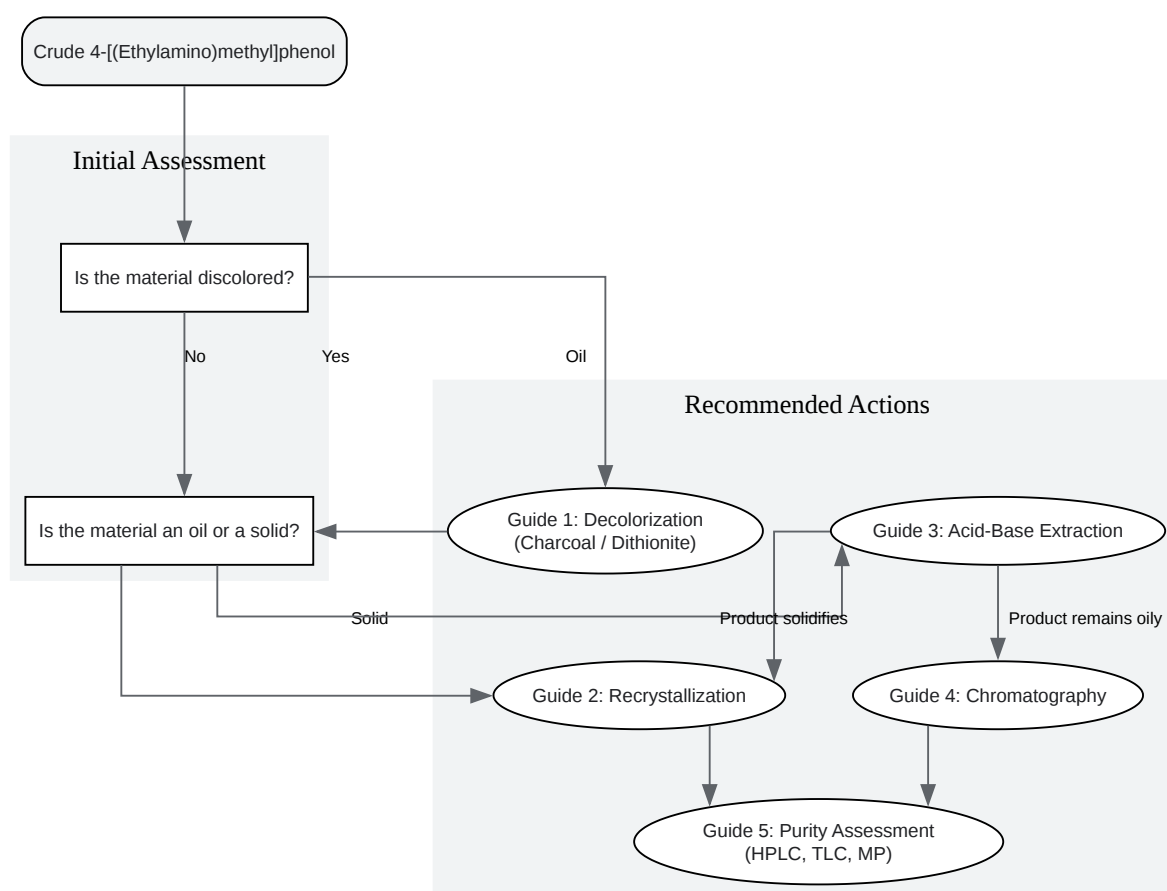 Crude 4-[(Ethylamino)methyl]phenol
Initial Assessment
Is the material discolored?
No
Yes
Oil
Recommended Actions
Is the material an oil or a solid?
Guide 1: Decolorization
(Charcoal / Dithionite)
Guide 3: Acid-Base Extraction
Solid
Product solidifies
Product remains oily
Guide 2: Recrystallization
Guide 4: Chromatography
Guide 5: Purity Assessment
(HPLC, TLC, MP)